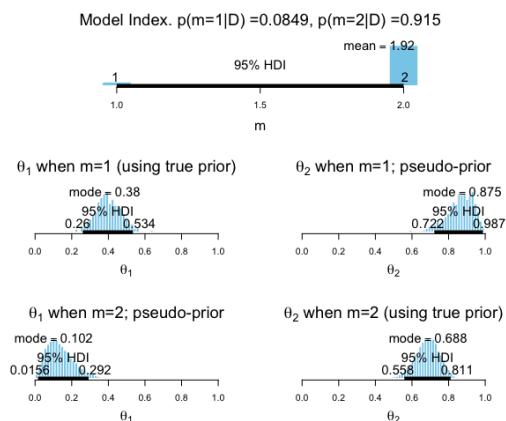 Model Index. p(m=1|D) =0.0849, p(m=2|D) =0.915
mean = 1.92
95% HDI
1 2
1.0 1.5 2.0
m
θ1 when m=1 (using true prior)
mode = 0.38
95% HDI
0.26 0.534
0.0 0.2 0.4 0.6 0.8 1.0
θ1
θ2 when m=1; pseudo-prior
mode = 0.875
95% HDI
0.722 0.987
0.0 0.2 0.4 0.6 0.8 1.0
θ2
θ1 when m=2; pseudo-prior
mode = 0.102
95% HDI
0.0156 0.292
0.0 0.2 0.4 0.6 0.8 1.0
θ1
θ2 when m=2 (using true prior)
mode = 0.688
95% HDI
0.558 0.811
0.0 0.2 0.4 0.6 0.8 1.0
θ2